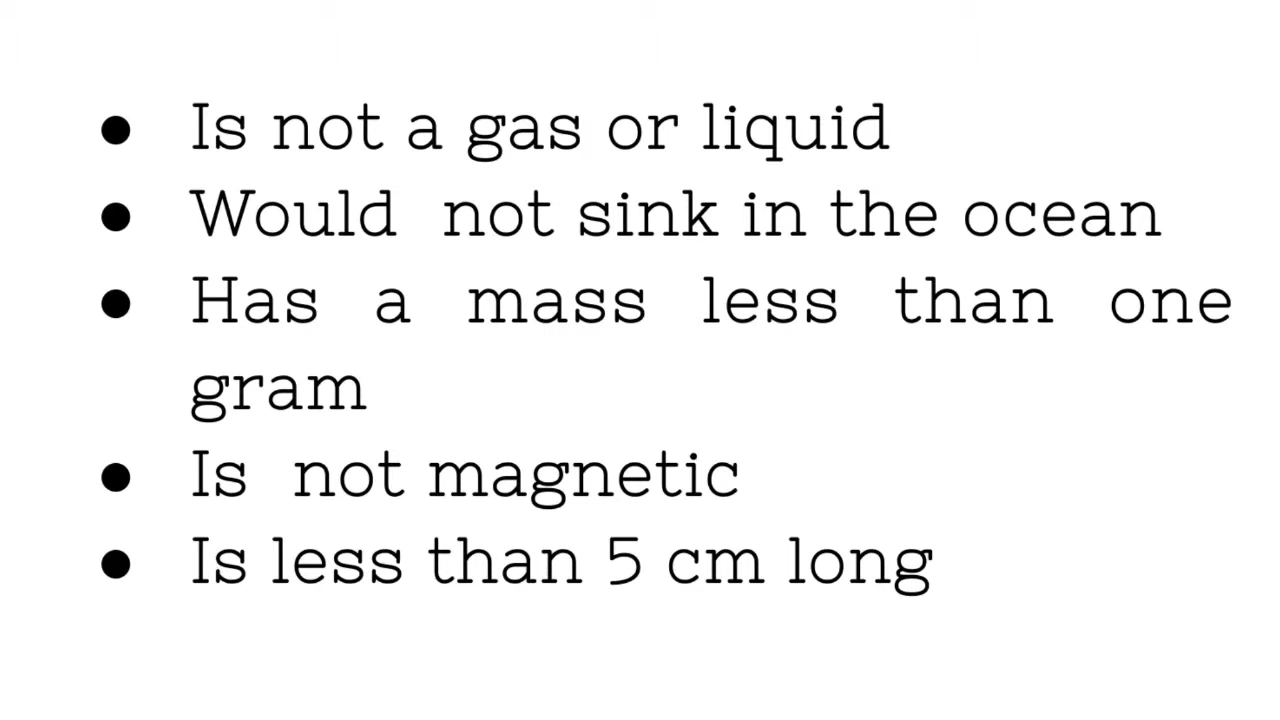 ● Is not a gas or liquid
● Would  not sink in the ocean
● Has a mass less than one
gram
● Is  not magnetic
● Is less than 5 cm long